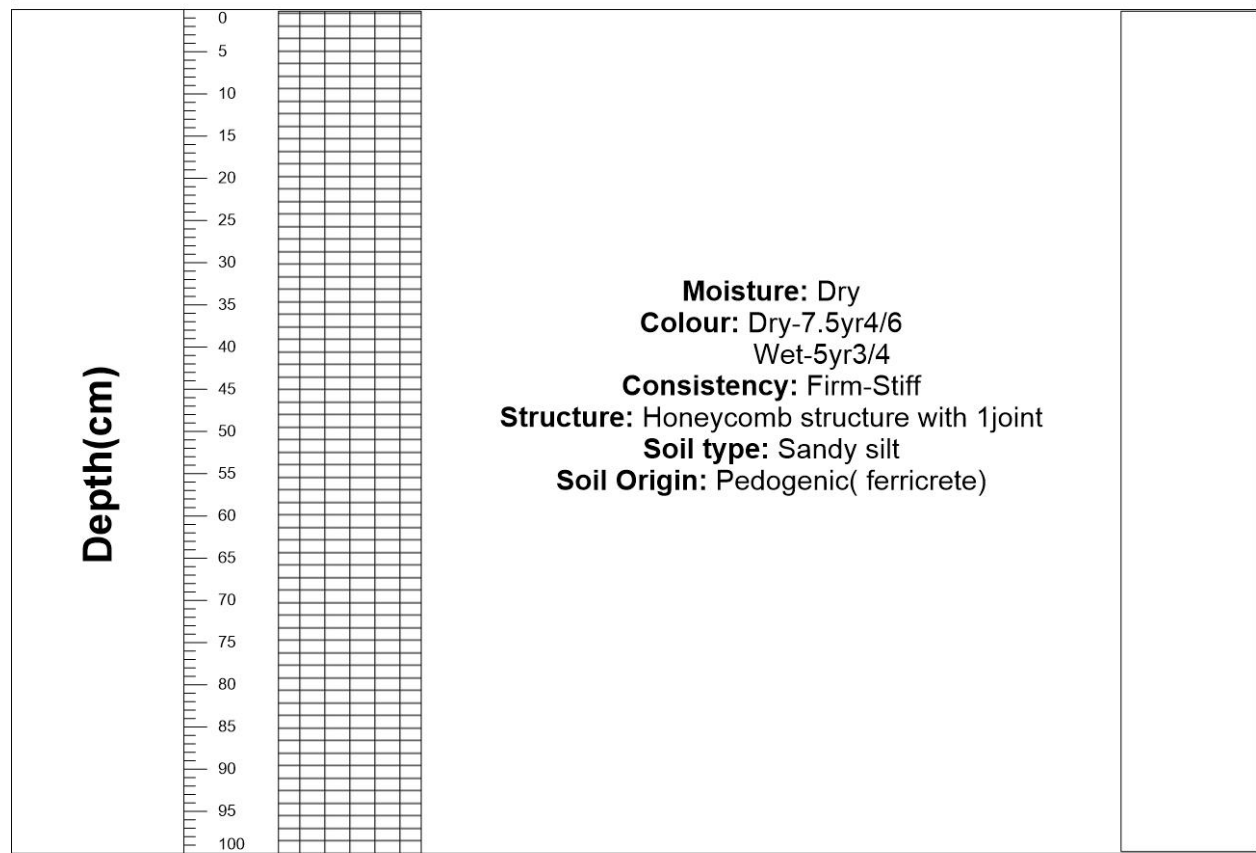 Depth(cm)
0
5
10
15
20
25
30
35
40
45
50
55
60
65
70
75
80
85
90
95
100
Moisture: Dry
Colour: Dry-7.5yr4/6
Wet-5yr3/4
Consistency: Firm-Stiff
Structure: Honeycomb structure with 1joint
Soil type: Sandy silt
Soil Origin: Pedogenic( ferricrete)